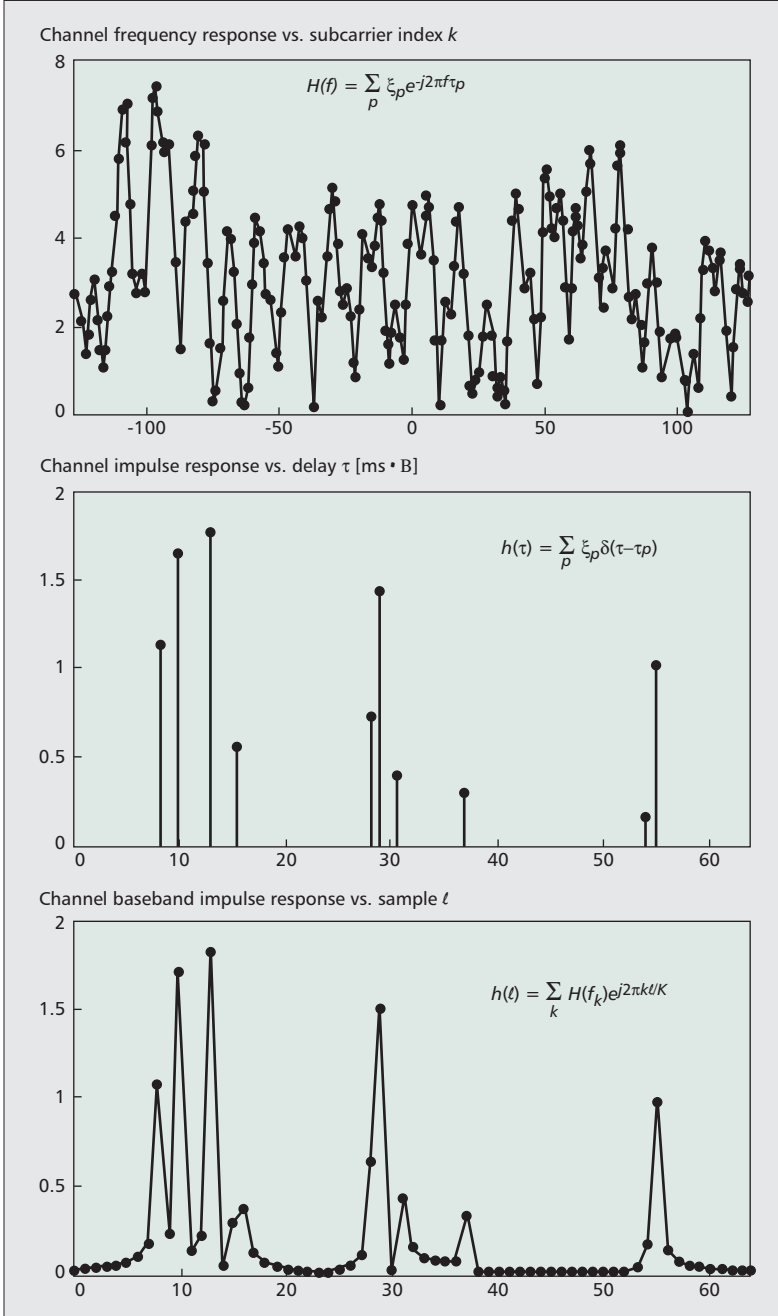 Channel frequency response vs. subcarrier index k
8
H(f) = ∑ ξpe-j2πfτp
p
6
4
2
0
-100 -50 0 50 100
Channel impulse response vs. delay τ [ms • B]
2
h(τ) = ∑ ξpδ(τ–τp)
p
1.5
1
0.5
0
0 10 20 30 40 50 60
Channel baseband impulse response vs. sample ℓ
2
h(ℓ) = ∑ H(fk)ej2πkℓ/K
k
1.5
1
0.5
0
0 10 20 30 40 50 60